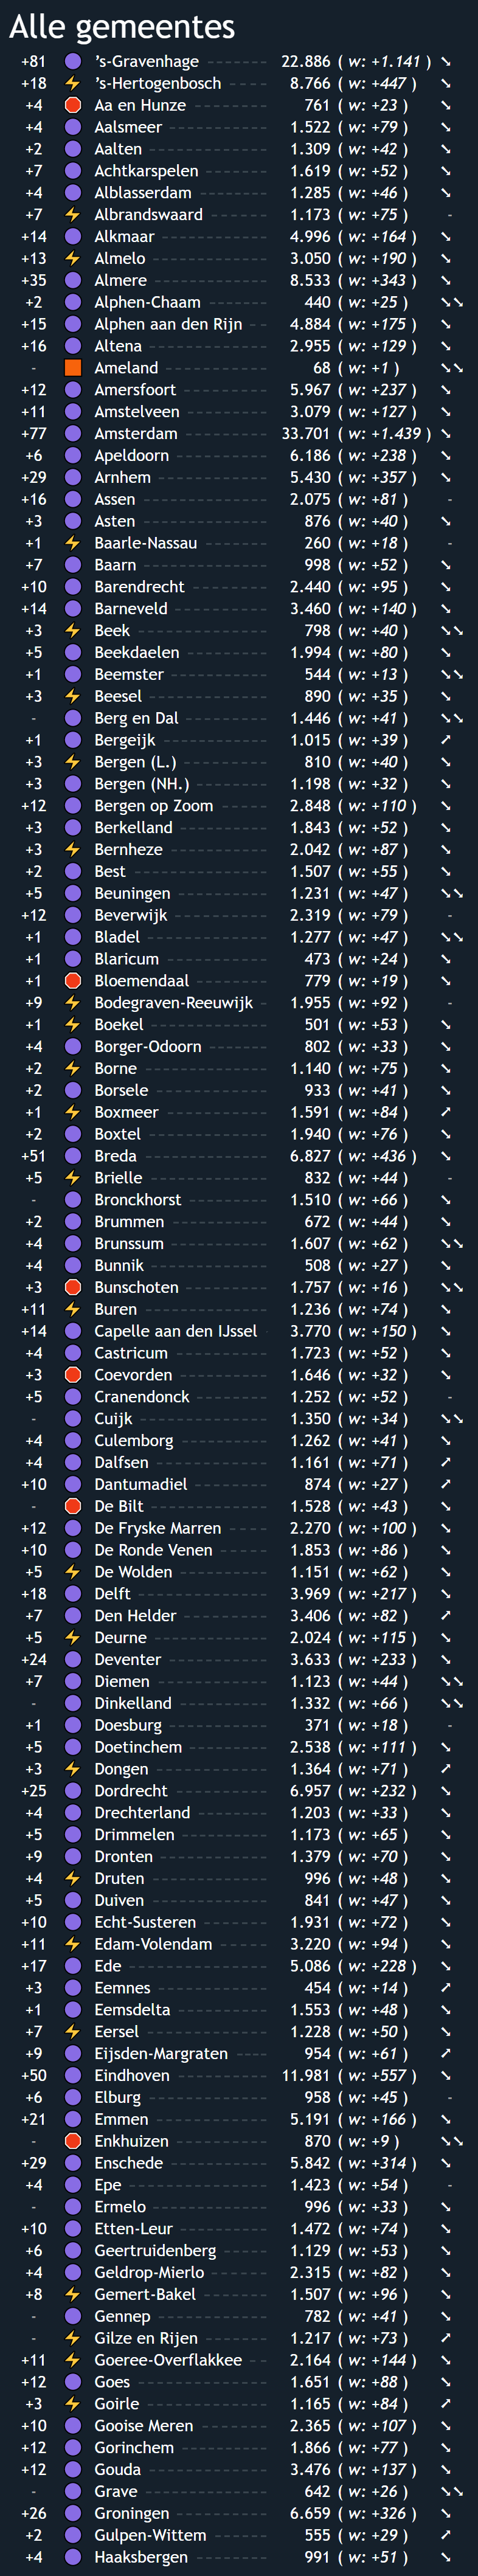 Alle gemeentes
+81 ’s-Gravenhage 22.886 ( w: +1.141 ) ➘
+18 ’s-Hertogenbosch 8.766 ( w: +447 ) ➘
+4 Aa en Hunze 761 ( w: +23 ) ➘
+4 Aalsmeer 1.522 ( w: +79 ) ➘
+2 Aalten 1.309 ( w: +42 ) ➘
+7 Achtkarspelen 1.619 ( w: +52 ) ➘
+4 Alblasserdam 1.285 ( w: +46 ) ➘
+7 Albrandswaard 1.173 ( w: +75 ) -
+14 Alkmaar 4.996 ( w: +164 ) ➘
+13 Almelo 3.050 ( w: +190 ) ➘
+35 Almere 8.533 ( w: +343 ) ➘
+2 Alphen-Chaam 440 ( w: +25 ) ➘➘
+15 Alphen aan den Rijn 4.884 ( w: +175 ) ➘
+16 Altena 2.955 ( w: +129 ) ➘
- Ameland 68 ( w: +1 ) ➘➘
+12 Amersfoort 5.967 ( w: +237 ) ➘
+11 Amstelveen 3.079 ( w: +127 ) ➘
+77 Amsterdam 33.701 ( w: +1.439 ) ➘
+6 Apeldoorn 6.186 ( w: +238 ) ➘
+29 Arnhem 5.430 ( w: +357 ) ➘
+16 Assen 2.075 ( w: +81 ) -
+3 Asten 876 ( w: +40 ) ➘
+1 Baarle-Nassau 260 ( w: +18 ) -
+7 Baarn 998 ( w: +52 ) ➘
+10 Barendrecht 2.440 ( w: +95 ) ➘
+14 Barneveld 3.460 ( w: +140 ) ➘
+3 Beek 798 ( w: +40 ) ➘➘
+5 Beekdaelen 1.994 ( w: +80 ) ➘
+1 Beemster 544 ( w: +13 ) ➘➘
+3 Beesel 890 ( w: +35 ) ➘
- Berg en Dal 1.446 ( w: +41 ) ➘➘
+1 Bergeijk 1.015 ( w: +39 ) ➚
+3 Bergen (L.) 810 ( w: +40 ) ➘
+3 Bergen (NH.) 1.198 ( w: +32 ) ➘
+12 Bergen op Zoom 2.848 ( w: +110 ) ➘
+3 Berkelland 1.843 ( w: +52 ) ➘
+3 Bernheze 2.042 ( w: +87 ) ➘
+2 Best 1.507 ( w: +55 ) ➘
+5 Beuningen 1.231 ( w: +47 ) ➘➘
+12 Beverwijk 2.319 ( w: +79 ) -
+1 Bladel 1.277 ( w: +47 ) ➘➘
+1 Blaricum 473 ( w: +24 ) ➘
+1 Bloemendaal 779 ( w: +19 ) ➘
+9 Bodegraven-Reeuwijk 1.955 ( w: +92 ) -
+1 Boekel 501 ( w: +53 ) ➘
+4 Borger-Odoorn 802 ( w: +33 ) ➘
+2 Borne 1.140 ( w: +75 ) ➘
+2 Borsele 933 ( w: +41 ) ➘
+1 Boxmeer 1.591 ( w: +84 ) ➚
+2 Boxtel 1.940 ( w: +76 ) ➘
+51 Breda 6.827 ( w: +436 ) ➘
+5 Brielle 832 ( w: +44 ) -
- Bronckhorst 1.510 ( w: +66 ) ➘
+2 Brummen 672 ( w: +44 ) ➘
+4 Brunssum 1.607 ( w: +62 ) ➘➘
+4 Bunnik 508 ( w: +27 ) ➘
+3 Bunschoten 1.757 ( w: +16 ) ➘➘
+11 Buren 1.236 ( w: +74 ) ➘
+14 Capelle aan den IJssel 3.770 ( w: +150 ) ➘
+4 Castricum 1.723 ( w: +52 ) ➘
+3 Coevorden 1.646 ( w: +32 ) ➘
+5 Cranendonck 1.252 ( w: +52 ) -
- Cuijk 1.350 ( w: +34 ) ➘➘
+4 Culemborg 1.262 ( w: +41 ) ➘
+4 Dalfsen 1.161 ( w: +71 ) ➚
+10 Dantumadiel 874 ( w: +27 ) ➚
- De Bilt 1.528 ( w: +43 ) ➘
+12 De Fryske Marren 2.270 ( w: +100 ) ➘
+10 De Ronde Venen 1.853 ( w: +86 ) ➘
+5 De Wolden 1.151 ( w: +62 ) ➘
+18 Delft 3.969 ( w: +217 ) ➘
+7 Den Helder 3.406 ( w: +82 ) ➚
+5 Deurne 2.024 ( w: +115 ) ➘
+24 Deventer 3.633 ( w: +233 ) ➘
+7 Diemen 1.123 ( w: +44 ) ➘➘
- Dinkelland 1.332 ( w: +66 ) ➘➘
+1 Doesburg 371 ( w: +18 ) -
+5 Doetinchem 2.538 ( w: +111 ) ➘
+3 Dongen 1.364 ( w: +71 ) ➚
+25 Dordrecht 6.957 ( w: +232 ) ➘
+4 Drechterland 1.203 ( w: +33 ) ➘
+5 Drimmelen 1.173 ( w: +65 ) ➘
+9 Dronten 1.379 ( w: +70 ) ➘
+4 Druten 996 ( w: +48 ) ➘
+5 Duiven 841 ( w: +47 ) ➘
+10 Echt-Susteren 1.931 ( w: +72 ) ➘
+11 Edam-Volendam 3.220 ( w: +94 ) ➘
+17 Ede 5.086 ( w: +228 ) ➘
+3 Eemnes 454 ( w: +14 ) ➚
+1 Eemsdelta 1.553 ( w: +48 ) ➘
+7 Eersel 1.228 ( w: +50 ) ➘
+9 Eijsden-Margraten 954 ( w: +61 ) ➚
+50 Eindhoven 11.981 ( w: +557 ) ➘
+6 Elburg 958 ( w: +45 ) -
+21 Emmen 5.191 ( w: +166 ) ➘
- Enkhuizen 870 ( w: +9 ) ➘➘
+29 Enschede 5.842 ( w: +314 ) ➘
+4 Epe 1.423 ( w: +54 ) -
- Ermelo 996 ( w: +33 ) ➘
+10 Etten-Leur 1.472 ( w: +74 ) ➘
+6 Geertruidenberg 1.129 ( w: +53 ) ➘
+4 Geldrop-Mierlo 2.315 ( w: +82 ) ➘
+8 Gemert-Bakel 1.507 ( w: +96 ) ➘
- Gennep 782 ( w: +41 ) ➘
- Gilze en Rijen 1.217 ( w: +73 ) ➚
+11 Goeree-Overflakkee 2.164 ( w: +144 ) ➘
+12 Goes 1.651 ( w: +88 ) ➘
+3 Goirle 1.165 ( w: +84 ) ➚
+10 Gooise Meren 2.365 ( w: +107 ) ➘
+12 Gorinchem 1.866 ( w: +77 ) ➘
+12 Gouda 3.476 ( w: +137 ) ➘
- Grave 642 ( w: +26 ) ➘➘
+26 Groningen 6.659 ( w: +326 ) ➘
+2 Gulpen-Wittem 555 ( w: +29 ) ➚
+4 Haaksbergen 991 ( w: +51 ) ➘